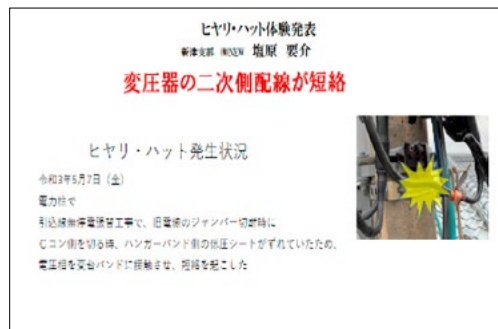 ヒヤリ・ハット体験発表
新津支部 ㈱NEW 塩原 要介
変圧器の二次側配線が短絡
ヒヤリ・ハット発生状況
令和3年5月7日（金）
電力柱で
引込線無停電張替工事で、旧電線のジャンパー切断時に
Cコン側を切る時、ハンガーバンド側の低圧シートがずれていたため、
電圧相を変台バンドに接触させ、短絡を起こした